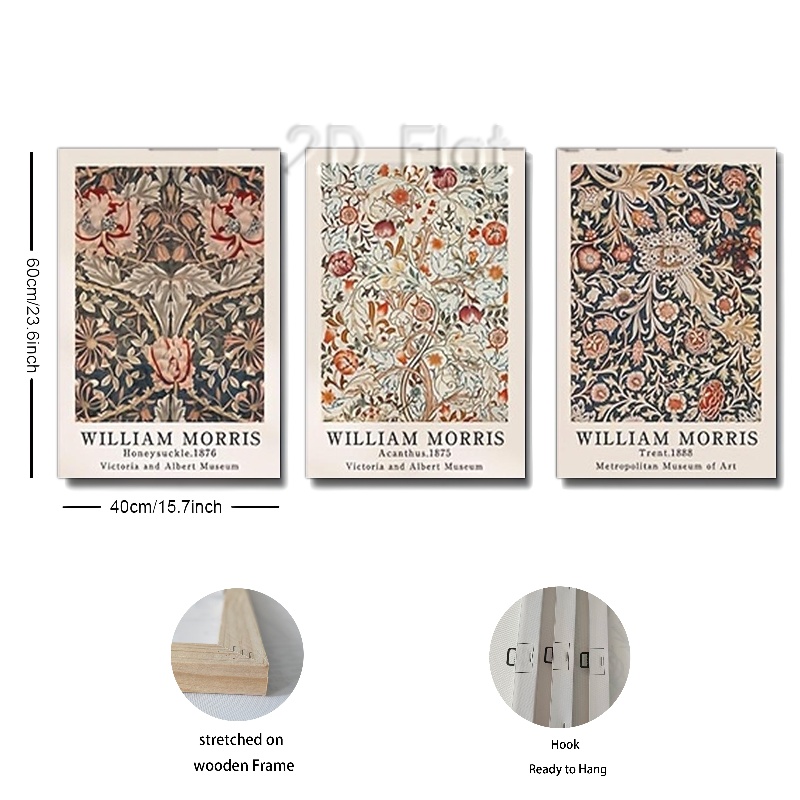 2D Flat
60cm/23.6inch
WILLIAM MORRIS
Honeysuckle.1876
Victoria and Albert Museum
WILLIAM MORRIS
Acanthus.1875
Victoria and Albert Museum
WILLIAM MORRIS
Trent.1888
Metropolitan Museum of Art
40cm/15.7inch
stretched on
wooden Frame
Hook
Ready to Hang